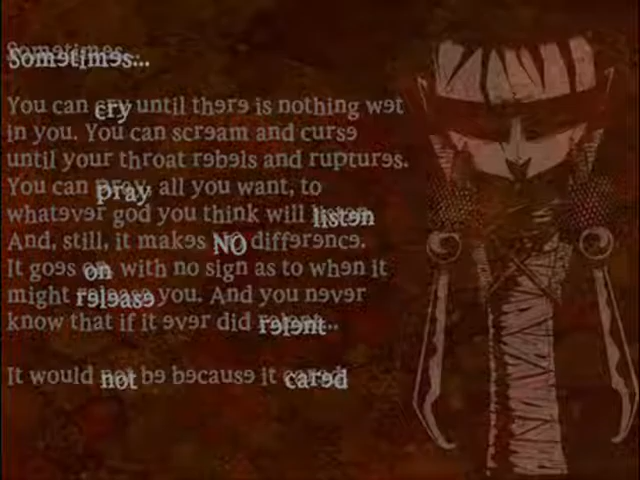 Sometimes...
You can cry until there is nothing wet
in you. You can scream and curse
until your throat rebels and ruptures.
You can pray, all you want, to
whatever god you think will listen.
And, still, it makes NO difference.
It goes on, with no sign as to when it
might release you. And you never
know that if it ever did relent...
It would not be because it cared